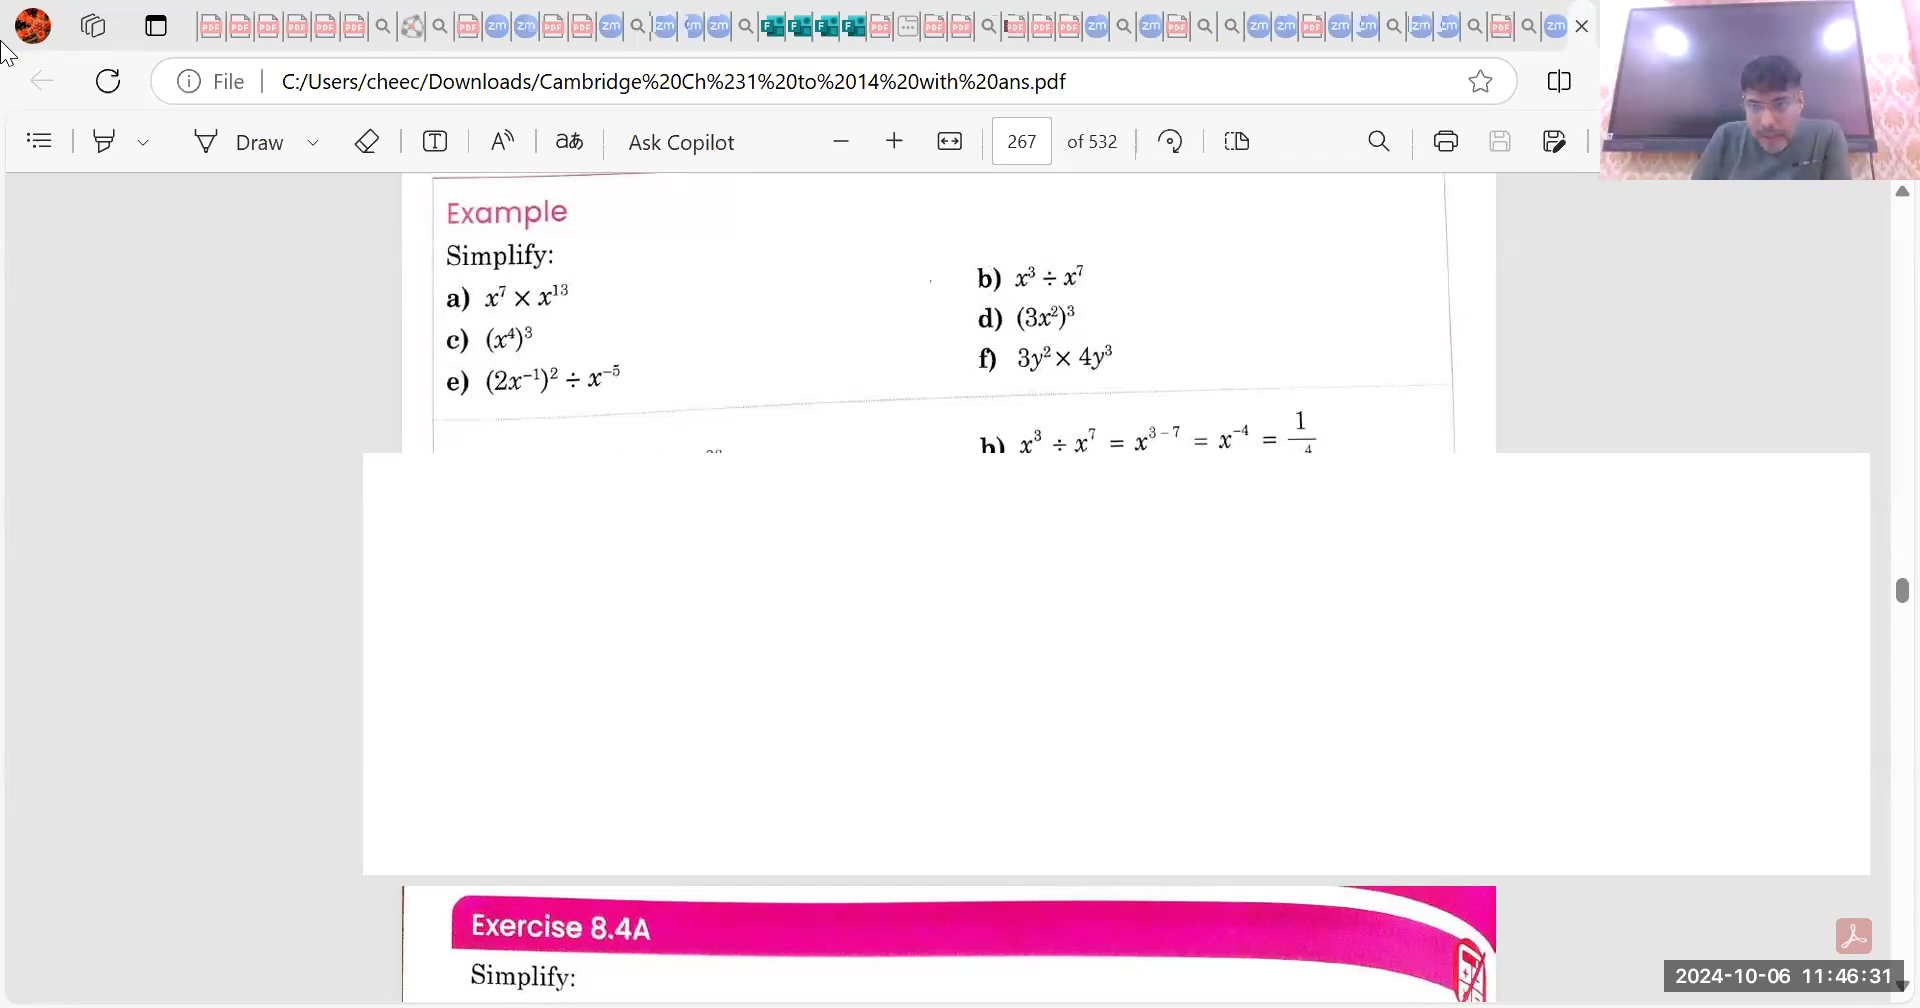 File
C:/Users/cheec/Downloads/Cambridge%20Ch%231%20to%2014%20with%20ans.pdf
Draw
Ask Copilot
267 of 532
Example
Simplify:
a) x⁷ × x¹³
b) x³ ÷ x⁷
c) (x⁴)³
d) (3x²)³
e) (2x⁻¹)² ÷ x⁻⁵
f) 3y² × 4y³
b) x³ ÷ x⁷ = x³⁻⁷ = x⁻⁴ = 1
Exercise 8.4A
Simplify:
2024-10-06 11:46:31